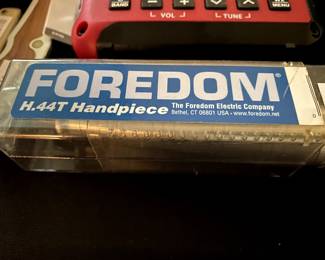 BAND
VOL
TUNE
MENU
FOREDOM®
H.44T Handpiece
The Foredom Electric Company
Bethel, CT 06801 USA • www.foredom.net